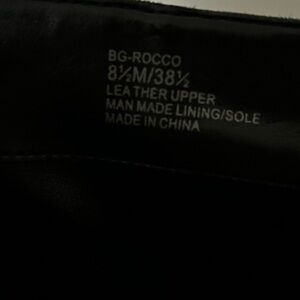 BG-ROCCO
8½M/38½
LEATHER UPPER
MAN MADE LINING/SOLE
MADE IN CHINA